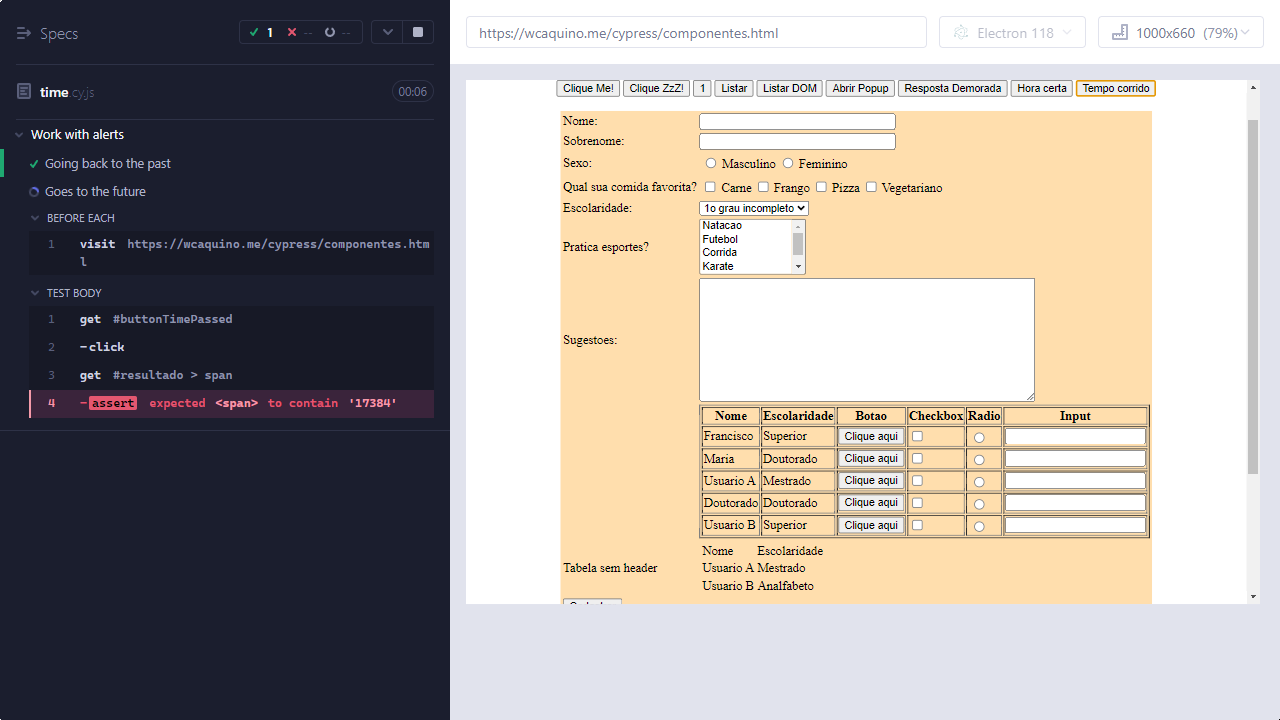 Specs
1
--
--
time.cy.js
00:06
Work with alerts
Going back to the past
Goes to the future
BEFORE EACH
1 visit https://wcaquino.me/cypress/componentes.htm
l
TEST BODY
1 get #buttonTimePassed
2 -click
3 get #resultado > span
4 -assert expected <span> to contain '17384'
https://wcaquino.me/cypress/componentes.html
Electron 118
1000x660 (79%)
Clique Me! Clique ZzZ! 1 Listar Listar DOM Abrir Popup Resposta Demorada Hora certa Tempo corrido
Nome:
Sobrenome:
Sexo: Masculino Feminino
Qual sua comida favorita? Carne Frango Pizza Vegetariano
Escolaridade: 1o grau incompleto
Pratica esportes?
Natacao
Futebol
Corrida
Karate
Sugestoes:
Nome Escolaridade Botao Checkbox Radio Input
Francisco Superior Clique aqui
Maria Doutorado Clique aqui
Usuario A Mestrado Clique aqui
Doutorado Doutorado Clique aqui
Usuario B Superior Clique aqui
Tabela sem header
Nome Escolaridade
Usuario A Mestrado
Usuario B Analfabeto